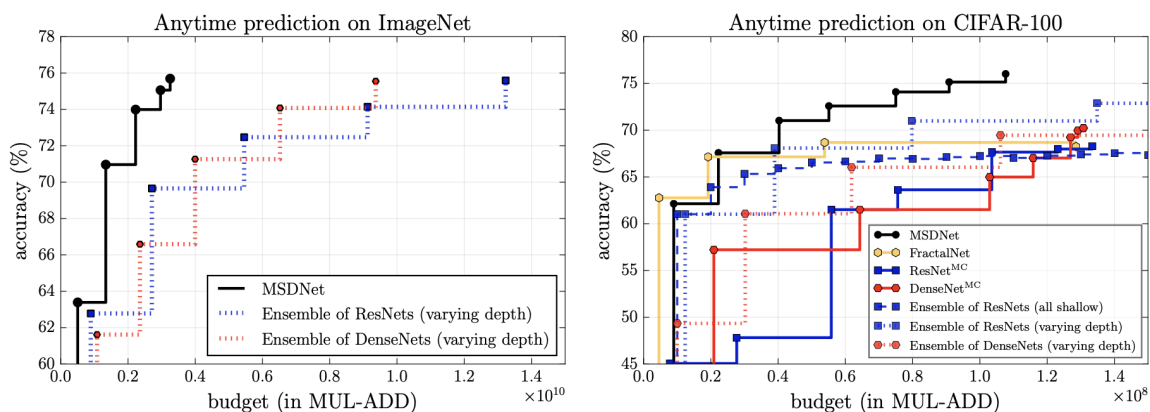 Anytime prediction on ImageNet
78
76
74
72
70
68
66
64
62
60
accuracy (%)
0.0
0.2
0.4
0.6
0.8
1.0
1.2
1.4
×10^10
budget (in MUL-ADD)
MSDNet
Ensemble of ResNets (varying depth)
Ensemble of DenseNets (varying depth)
Anytime prediction on CIFAR-100
80
75
70
65
60
55
50
45
accuracy (%)
0.0
0.2
0.4
0.6
0.8
1.0
1.2
1.4
×10^8
budget (in MUL-ADD)
MSDNet
FractalNet
ResNet^MC
DenseNet^MC
Ensemble of ResNets (all shallow)
Ensemble of ResNets (varying depth)
Ensemble of DenseNets (varying depth)